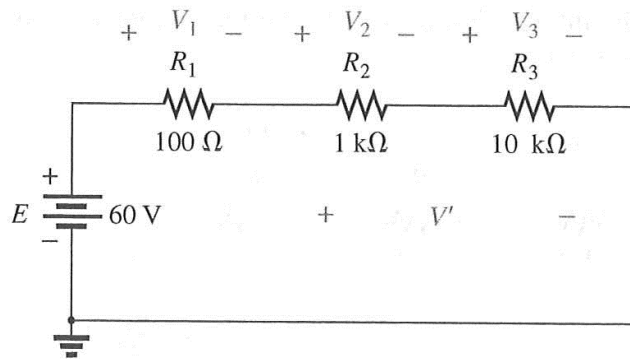 + V₁ − + V₂ − + V₃ −
R₁ R₂ R₃
100 Ω 1 kΩ 10 kΩ
+
E 60 V + V' −
−